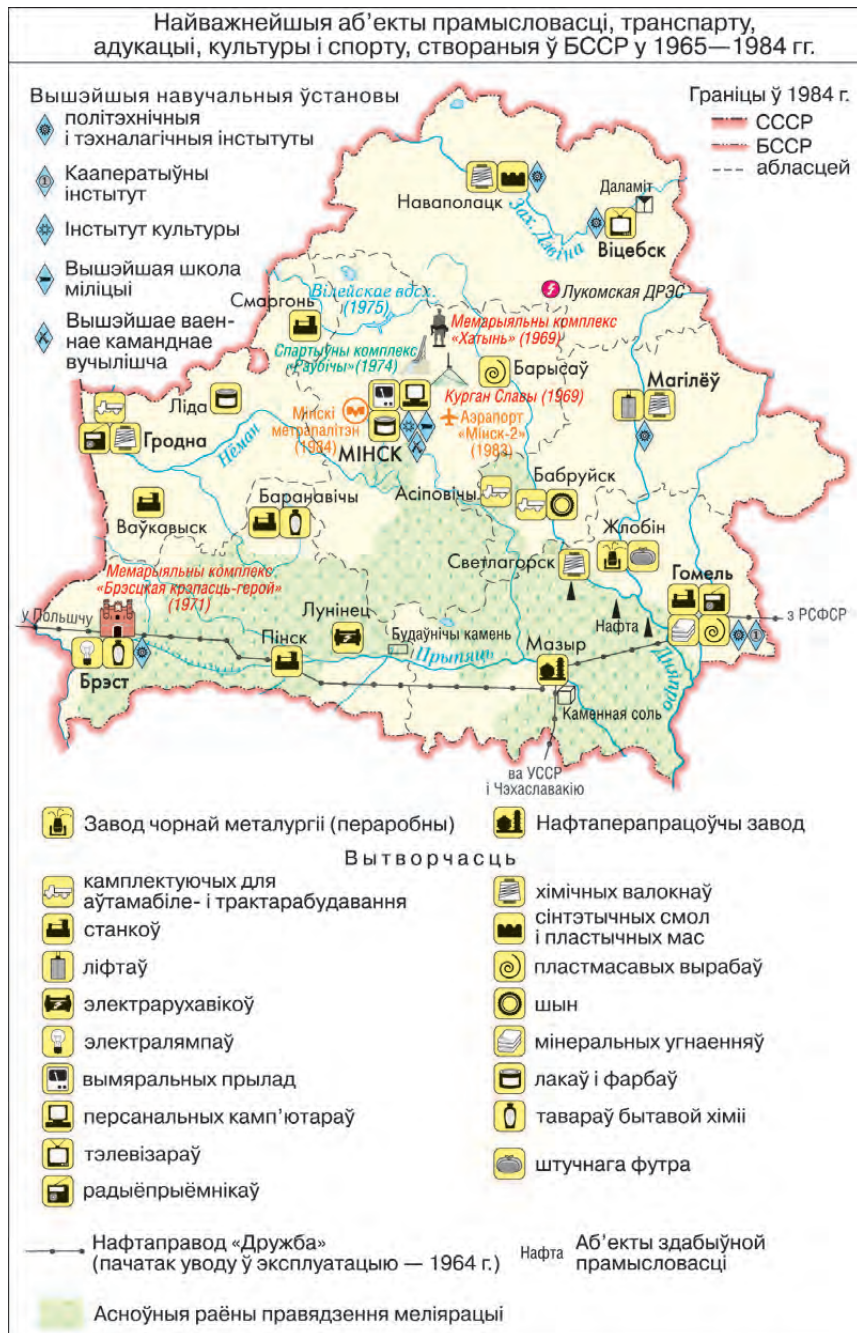 Найважнейшыя аб’екты прамысловасці, транспарту,
адукацыі, культуры і спорту, створаныя ў БССР у 1965—1984 гг.
Вышэйшыя навучальныя ўстановы
політэхнічныя
і тэхналагічныя інстытуты
Кааператыўны
інстытут
Інстытут культуры
Вышэйшая школа
міліцыі
Вышэйшае ваен-
нае каманднае
вучылішча
Граніцы ў 1984 г.
СССР
БССР
абласцей
Наваполацк
Зах. Дзвіна
Даламіт
Віцебск
Лукомская ДРЭС
Вілейскае вдсх.
(1975)
Смаргонь
Мемарыяльны комплекс
«Хатынь» (1969)
Спартыўны комплекс
«Раубічы» (1974)
Барысаў
Курган Славы (1969)
Магілёў
Ліда
Гродна
Нёман
Мінскі
метрапалітэн
(1984)
МІНСК
Аэрапорт
«Мінск-2»
(1983)
Асіповічы
Бабруйск
Ваўкавыск
Баранавічы
Жлобін
Светлагорск
Гомель
Мемарыяльны комплекс
«Брэсцкая крэпасць-герой»
(1971)
у Польшчу
Лунінец
Нафта
з РСФСР
Пінск
Будаўнічы камень
Прыпяць
Мазыр
Дняпро
Брэст
Каменная соль
ва УССР
і Чэхаславакію
Завод чорнай металургіі (пераробны)
Нафтаперапрацоўчы завод
Вытворчасць
камплектуючых для
аўтамабіле- і трактарабудавання
станкоў
ліфтаў
электрарухавікоў
электралямпаў
вымяральных прылад
персанальных камп’ютараў
тэлевізараў
радыёпрыёмнікаў
хімічных валокнаў
сінтэтычных смол
і пластычных мас
пластмасавых вырабаў
шын
мінеральных угнаенняў
лакаў і фарбаў
тавараў бытавой хіміі
штучнага футра
Нафтаправод «Дружба»
(пачатак уводу ў эксплуатацыю — 1964 г.)
Нафта
Аб’екты здабыўной
прамысловасці
Асноўныя раёны правядзення меліярацыі